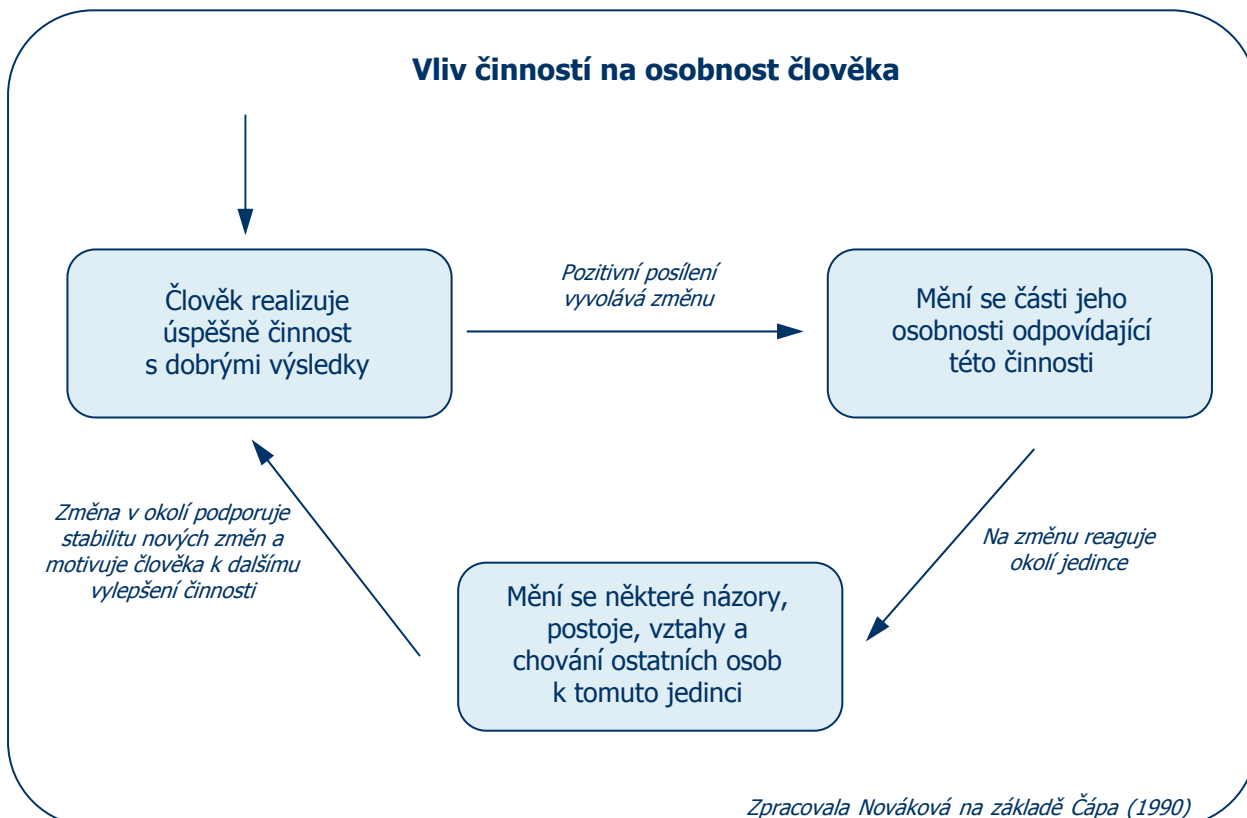 Vliv činností na osobnost člověka
Člověk realizuje
úspěšně činnost
s dobrými výsledky
Pozitivní posílení
vyvolává změnu
Mění se části jeho
osobnosti odpovídající
této činnosti
Na změnu reaguje
okolí jedince
Mění se některé názory,
postoje, vztahy a
chování ostatních osob
k tomuto jedinci
Změna v okolí podporuje
stabilitu nových změn a
motivuje člověka k dalšímu
vylepšení činnosti
Zpracovala Nováková na základě Čápa (1990)